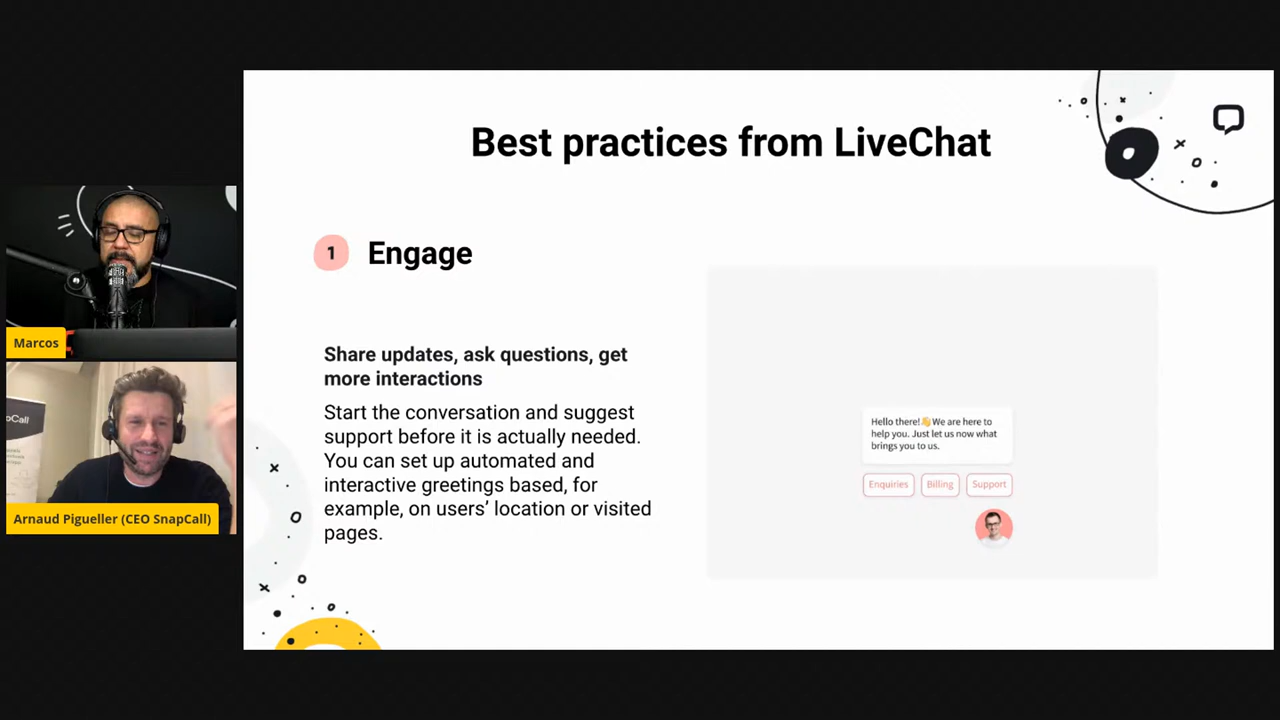 Best practices from LiveChat
1 Engage
Share updates, ask questions, get
more interactions
Start the conversation and suggest
support before it is actually needed.
You can set up automated and
interactive greetings based, for
example, on users’ location or visited
pages.
Hello there!👋We are here to
help you. Just let us now what
brings you to us.
Enquiries Billing Support
Marcos
Arnaud Pigueller (CEO SnapCall)